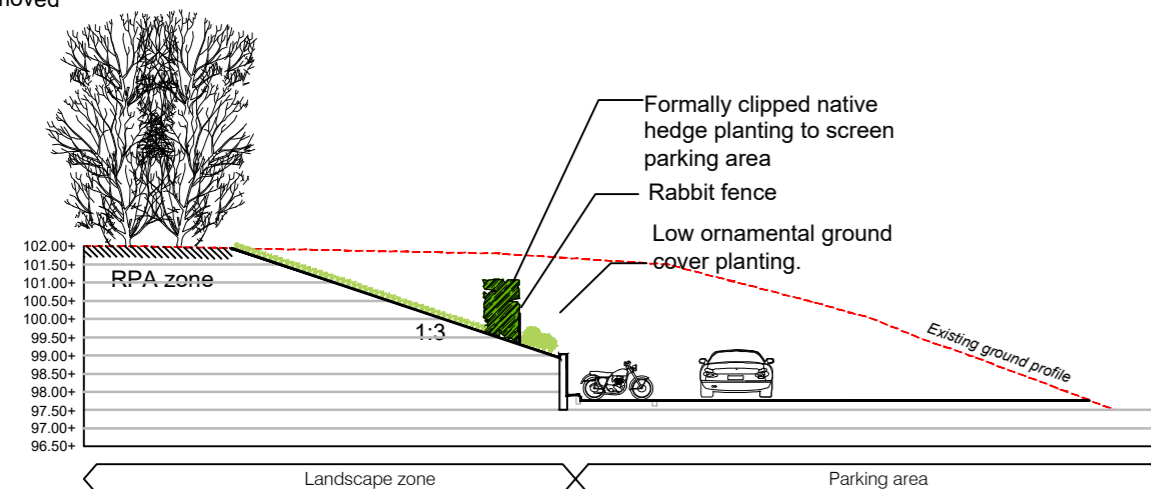 Formally clipped native
hedge planting to screen
parking area
Rabbit fence
Low ornamental ground
cover planting.
102.00+
101.50+
101.00+
100.50+
100.00+
99.50+
99.00+
98.50+
98.00+
97.50+
97.00+
96.50+
RPA zone
1:3
Existing ground profile
Landscape zone
Parking area